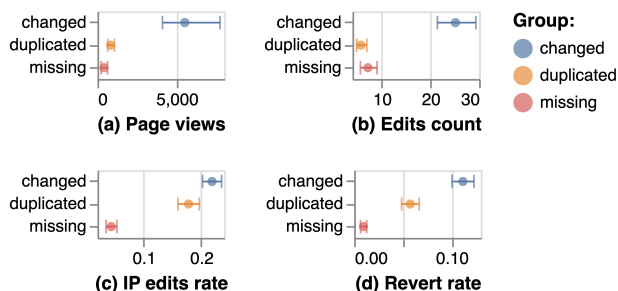 changed
duplicated
missing
0 5,000
(a) Page views
changed
duplicated
missing
10 20 30
(b) Edits count
Group:
changed
duplicated
missing
changed
duplicated
missing
0.1 0.2
(c) IP edits rate
changed
duplicated
missing
0.00 0.10
(d) Revert rate